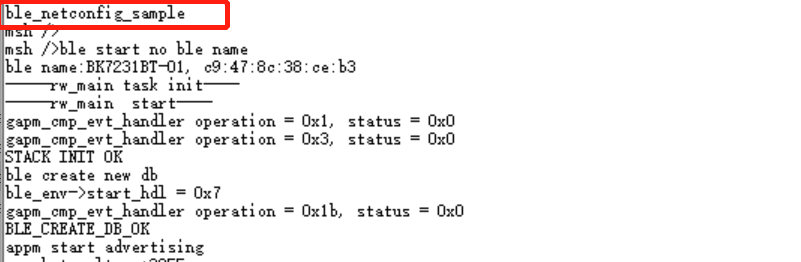 ble_netconfig_sample
msh />
msh />ble start no ble name
ble name:BK7231BT-01, c9:47:8c:38:ce:b3
────rw_main task init────
────rw_main  start────
gapm_cmp_evt_handler operation = 0x1, status = 0x0
gapm_cmp_evt_handler operation = 0x3, status = 0x0
STACK INIT OK
ble create new db
ble_env->start_hdl = 0x7
gapm_cmp_evt_handler operation = 0x1b, status = 0x0
BLE_CREATE_DB_OK
appm start advertising